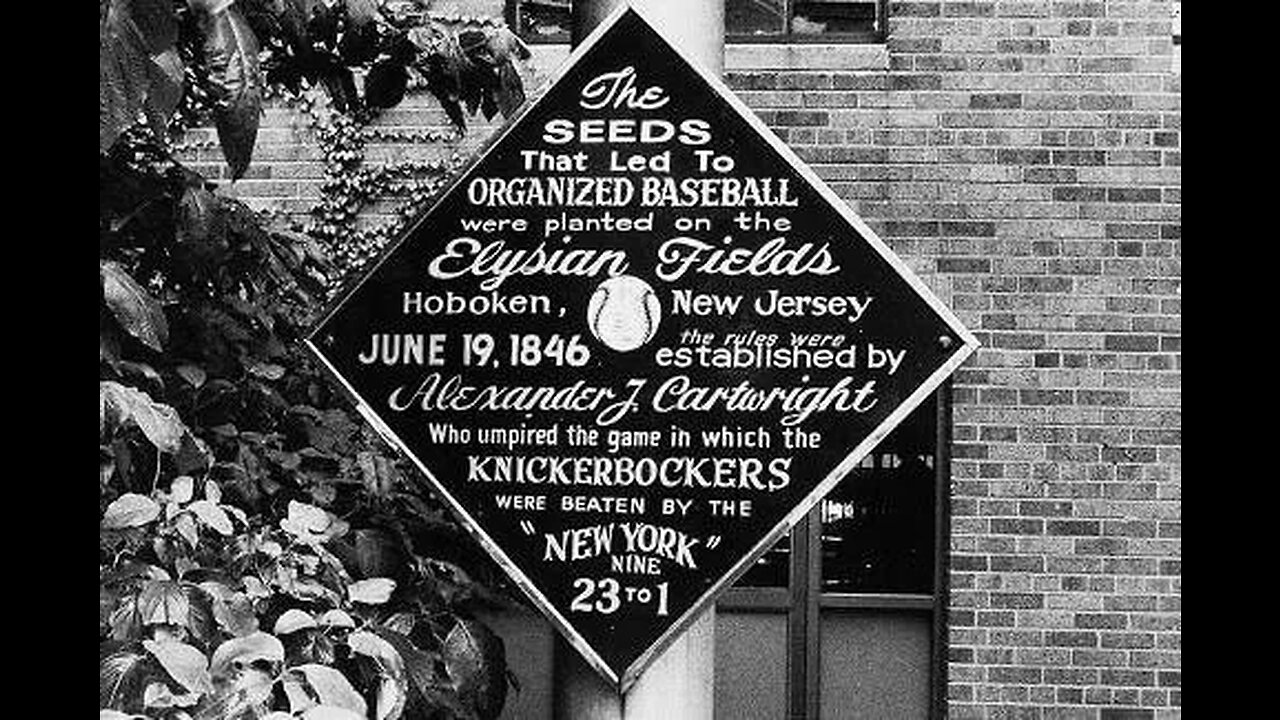 The
SEEDS
That Led To
ORGANIZED BASEBALL
were planted on the
Elysian Fields
Hoboken, New Jersey
JUNE 19, 1846 the rules were established by
Alexander J. Cartwright
Who umpired the game in which the
KNICKERBOCKERS
WERE BEATEN BY THE
"NEW YORK"
NINE
23 TO 1